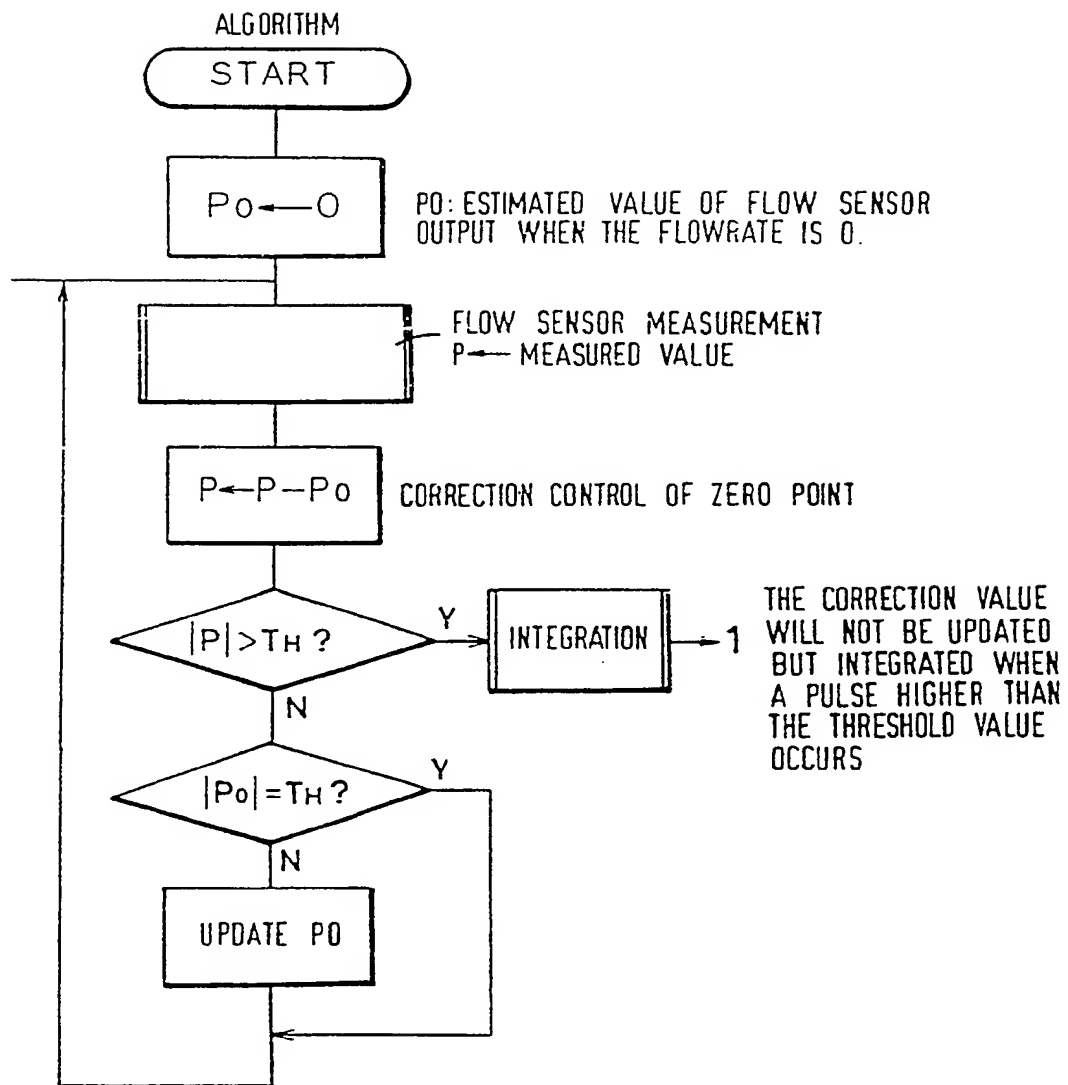 ALGORITHM
START
Po←O
PO: ESTIMATED VALUE OF FLOW SENSOR
OUTPUT WHEN THE FLOWRATE IS 0.
FLOW SENSOR MEASUREMENT
P← MEASURED VALUE
P←P-Po
CORRECTION CONTROL OF ZERO POINT
|P|>TH?
Y
INTEGRATION
1
THE CORRECTION VALUE
WILL NOT BE UPDATED
BUT INTEGRATED WHEN
A PULSE HIGHER THAN
THE THRESHOLD VALUE
OCCURS
N
|Po|=TH?
Y
N
UPDATE PO